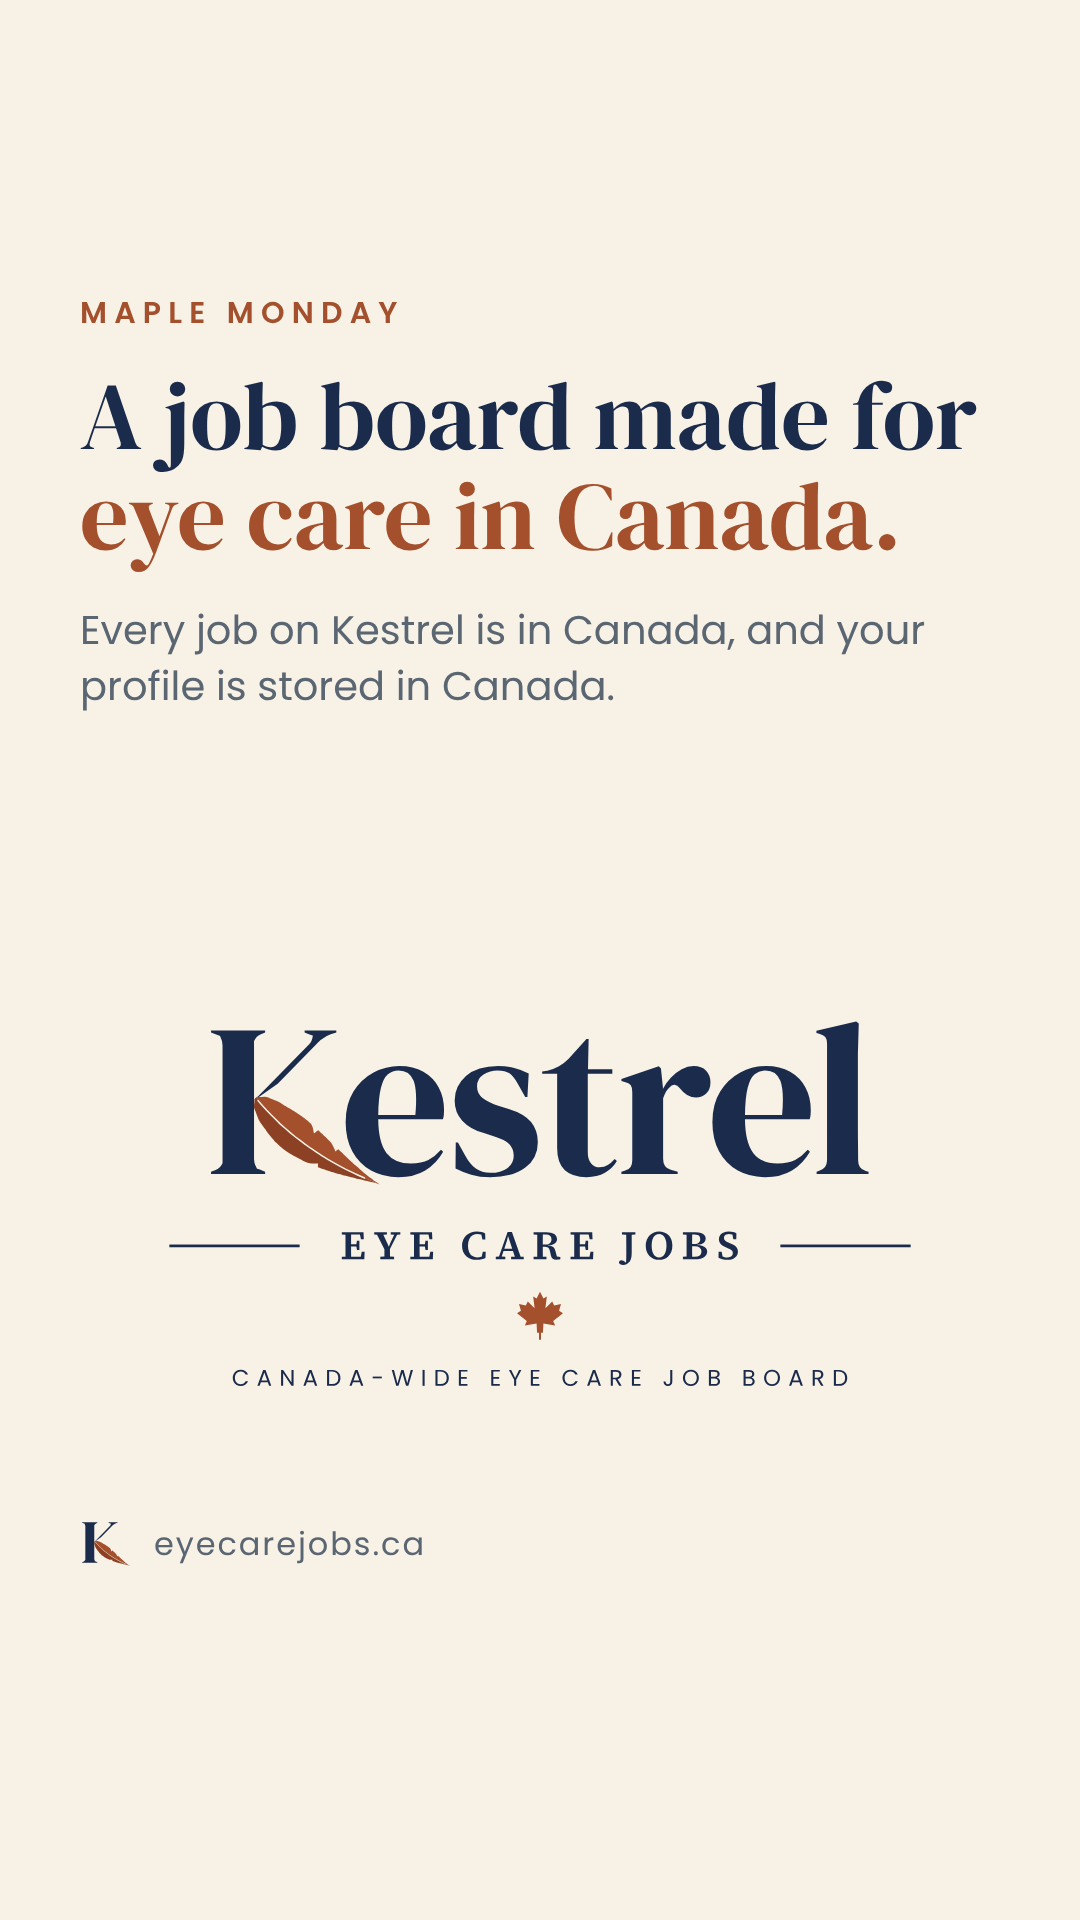 MAPLE MONDAY
A job board made for
eye care in Canada.
Every job on Kestrel is in Canada, and your
profile is stored in Canada.
Kestrel
EYE CARE JOBS
CANADA-WIDE EYE CARE JOB BOARD
K eyecarejobs.ca